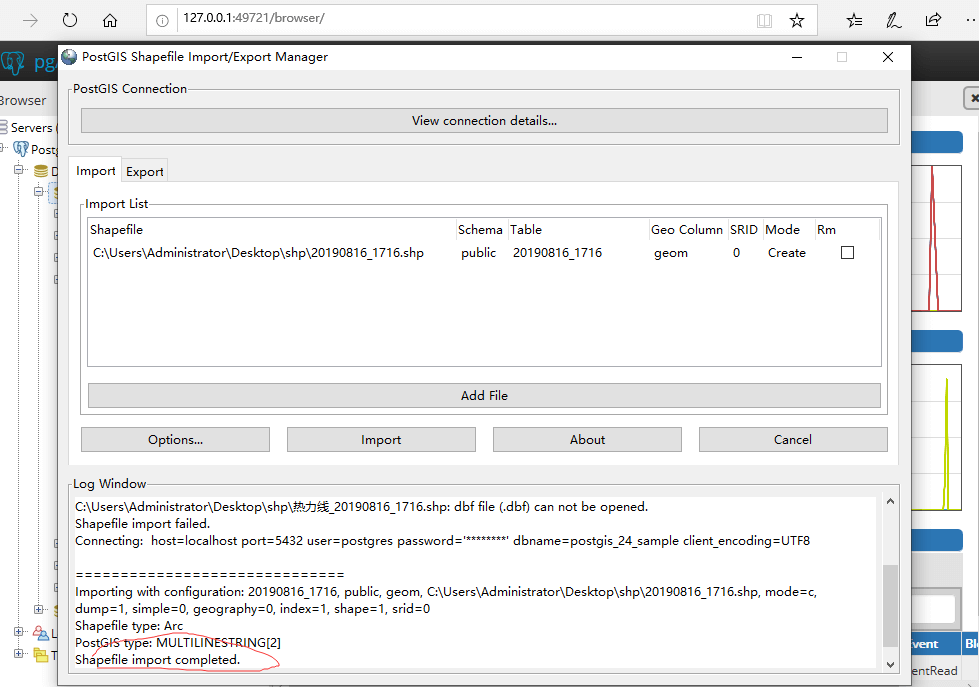 127.0.0.1:49721/browser/
PostGIS Shapefile Import/Export Manager
pg
Browser
Servers (
PostGIS Connection
View connection details...
Import
Export
Import List
Shapefile
Schema
Table
Geo Column
SRID
Mode
Rm
C:\Users\Administrator\Desktop\shp\20190816_1716.shp
public
20190816_1716
geom
0
Create
Add File
Options...
Import
About
Cancel
Log Window
C:\Users\Administrator\Desktop\shp\热力线_20190816_1716.shp: dbf file (.dbf) can not be opened.
Shapefile import failed.
Connecting:  host=localhost port=5432 user=postgres password='********' dbname=postgis_24_sample client_encoding=UTF8
==============================
Importing with configuration: 20190816_1716, public, geom, C:\Users\Administrator\Desktop\shp\20190816_1716.shp, mode=c,
dump=1, simple=0, geography=0, index=1, shape=1, srid=0
Shapefile type: Arc
PostGIS type: MULTILINESTRING[2]
Shapefile import completed.